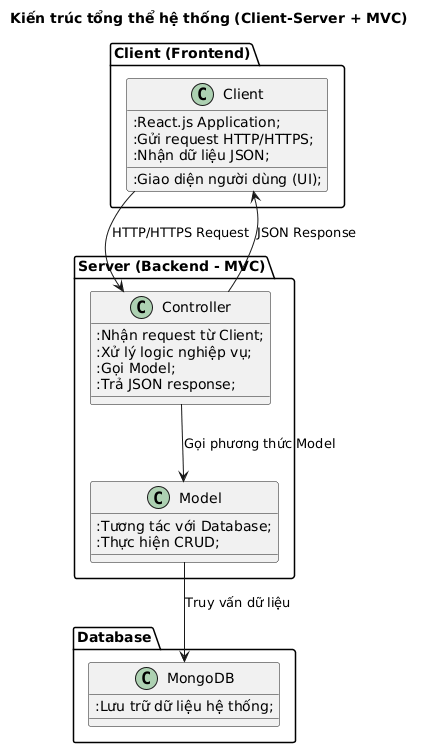 Kiến trúc tổng thể hệ thống (Client-Server + MVC)
Client (Frontend)
C Client
:React.js Application;
:Gửi request HTTP/HTTPS;
:Nhận dữ liệu JSON;
:Giao diện người dùng (UI);
HTTP/HTTPS Request JSON Response
Server (Backend - MVC)
C Controller
:Nhận request từ Client;
:Xử lý logic nghiệp vụ;
:Gọi Model;
:Trả JSON response;
Gọi phương thức Model
C Model
:Tương tác với Database;
:Thực hiện CRUD;
Truy vấn dữ liệu
Database
C MongoDB
:Lưu trữ dữ liệu hệ thống;